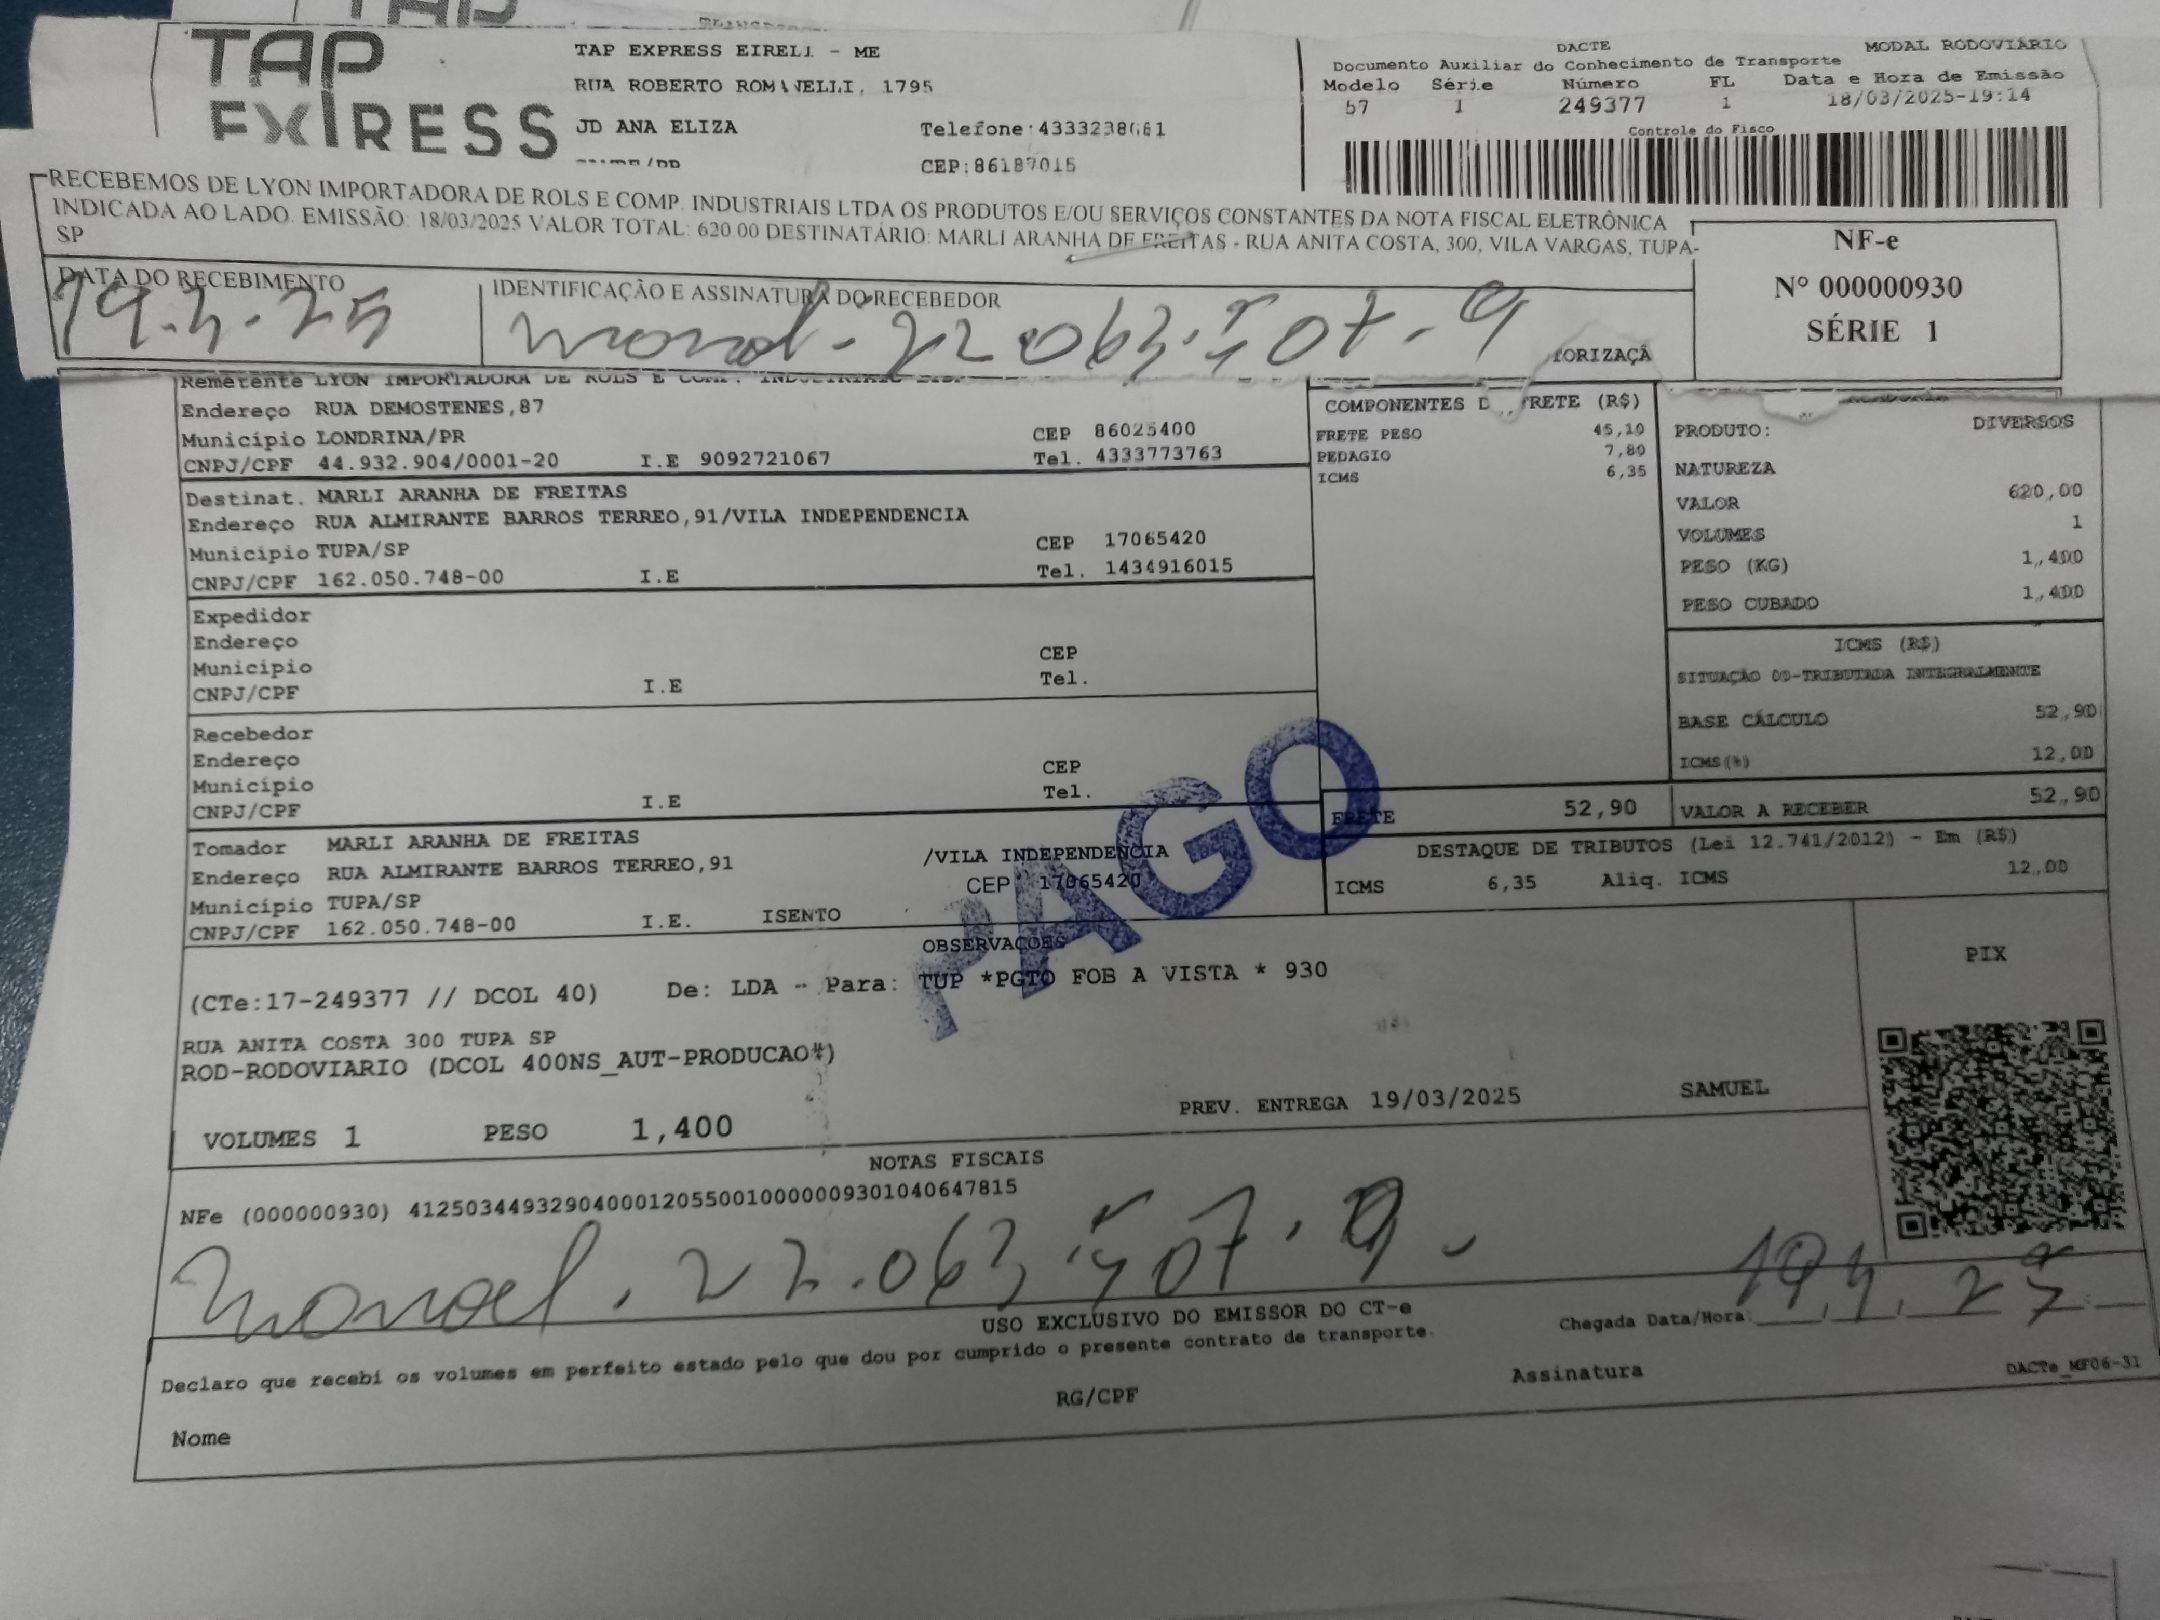 TAP EXPRESS
TAP EXPRESS EIRELI - ME
RUA ROBERTO ROMANELLI, 1795
JD ANA ELIZA Telefone:4333238661
CEP:86187015
DACTE MODAL RODOVIÁRIO
Documento Auxiliar do Conhecimento de Transporte
Modelo Série Número FL Data e Hora de Emissão
57 1 249377 1 18/03/2025-19:14
Controle do Fisco
RECEBEMOS DE LYON IMPORTADORA DE ROLS E COMP. INDUSTRIAIS LTDA OS PRODUTOS E/OU SERVIÇOS CONSTANTES DA NOTA FISCAL ELETRÔNICA
INDICADA AO LADO. EMISSÃO: 18/03/2025 VALOR TOTAL: 620.00 DESTINATÁRIO: MARLI ARANHA DE FREITAS - RUA ANITA COSTA, 300, VILA VARGAS, TUPA-
SP
NF-e
Nº 000000930
SÉRIE 1
DATA DO RECEBIMENTO
IDENTIFICAÇÃO E ASSINATURA DO RECEBEDOR
ORIZAÇÃ
Remetente LYON IMPORTADORA DE ROLS E COMP. INDUSTRIAIS
Endereço RUA DEMOSTENES,87
Município LONDRINA/PR CEP 86025400
CNPJ/CPF 44.932.904/0001-20 I.E 9092721067 Tel. 4333773763
Destinat. MARLI ARANHA DE FREITAS
Endereço RUA ALMIRANTE BARROS TERREO,91/VILA INDEPENDENCIA
Município TUPA/SP CEP 17065420
CNPJ/CPF 162.050.748-00 I.E Tel. 1434916015
Expedidor
Endereço
Município CEP
CNPJ/CPF I.E Tel.
Recebedor
Endereço
Município CEP
CNPJ/CPF I.E Tel.
Tomador MARLI ARANHA DE FREITAS
Endereço RUA ALMIRANTE BARROS TERREO,91 /VILA INDEPENDENCIA
Município TUPA/SP CEP 17065420
CNPJ/CPF 162.050.748-00 I.E. ISENTO
COMPONENTES D FRETE (R$)
FRETE PESO 45,10
PEDAGIO 7,80
ICMS 6,35
PRODUTO: DIVERSOS
NATUREZA
VALOR 620,00
VOLUMES 1
PESO (KG) 1,400
PESO CUBADO 1,400
ICMS (R$)
SITUAÇÃO 00-TRIBUTADA INTEGRALMENTE
BASE CÁLCULO 52,90
ICMS(%) 12,00
FRETE 52,90 VALOR A RECEBER 52,90
DESTAQUE DE TRIBUTOS (Lei 12.741/2012) - Em (R$)
ICMS 6,35 Aliq. ICMS 12,00
PAGO
OBSERVAÇOES
(CTe:17-249377 // DCOL 40) De: LDA - Para: TUP *PGTO FOB A VISTA * 930
RUA ANITA COSTA 300 TUPA SP
ROD-RODOVIARIO (DCOL 400NS_AUT-PRODUCAO*)
PREV. ENTREGA 19/03/2025 SAMUEL
VOLUMES 1 PESO 1,400
PIX
NOTAS FISCAIS
NFe (000000930) 41250344932904000120550010000009301040647815
USO EXCLUSIVO DO EMISSOR DO CT-e
Chegada Data/Hora:
Declaro que recebi os volumes em perfeito estado pelo que dou por cumprido o presente contrato de transporte.
Nome RG/CPF Assinatura
DACTe_MF06-31